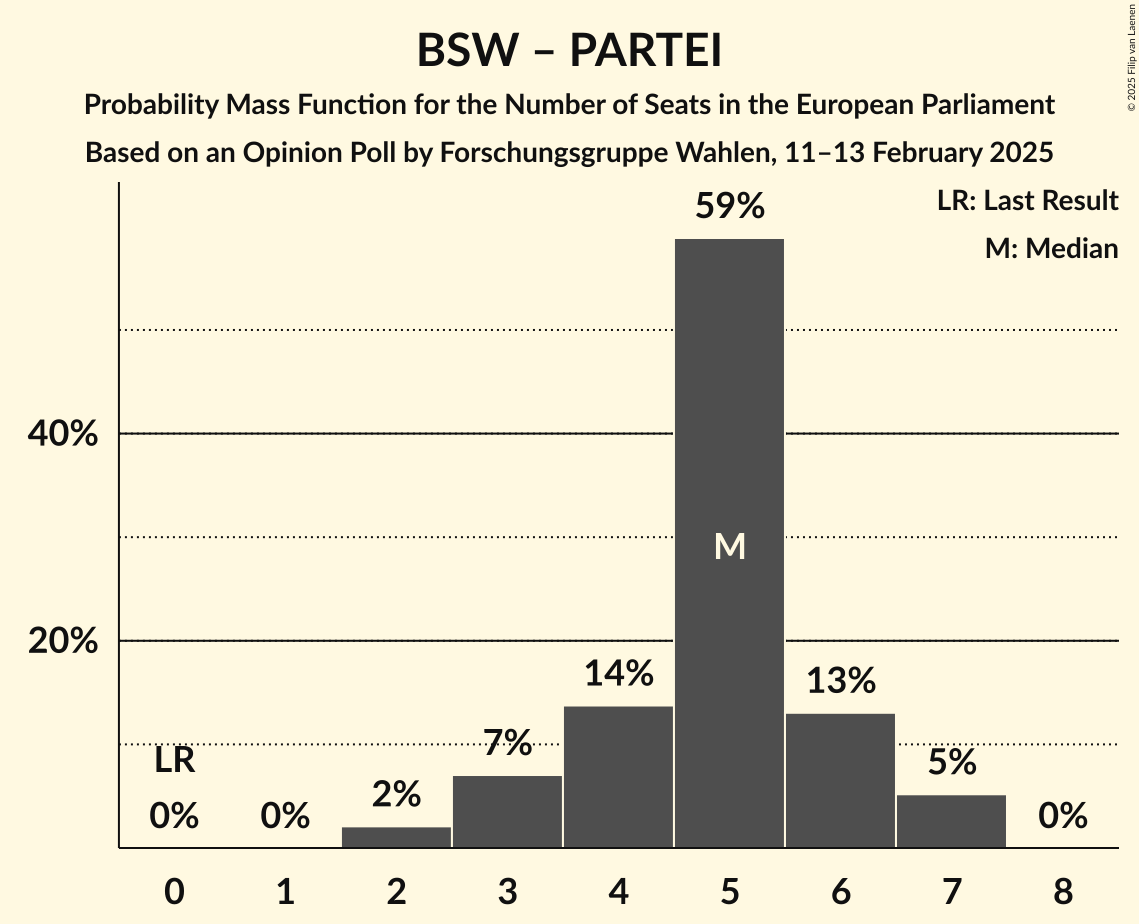 BSW – PARTEI
Probability Mass Function for the Number of Seats in the European Parliament
Based on an Opinion Poll by Forschungsgruppe Wahlen, 11–13 February 2025
© 2025 Filip van Laenen
LR: Last Result
M: Median
59%
40%
M
20%
14%
13%
7%
5%
LR
2%
0%
0%
0%
0 1 2 3 4 5 6 7 8